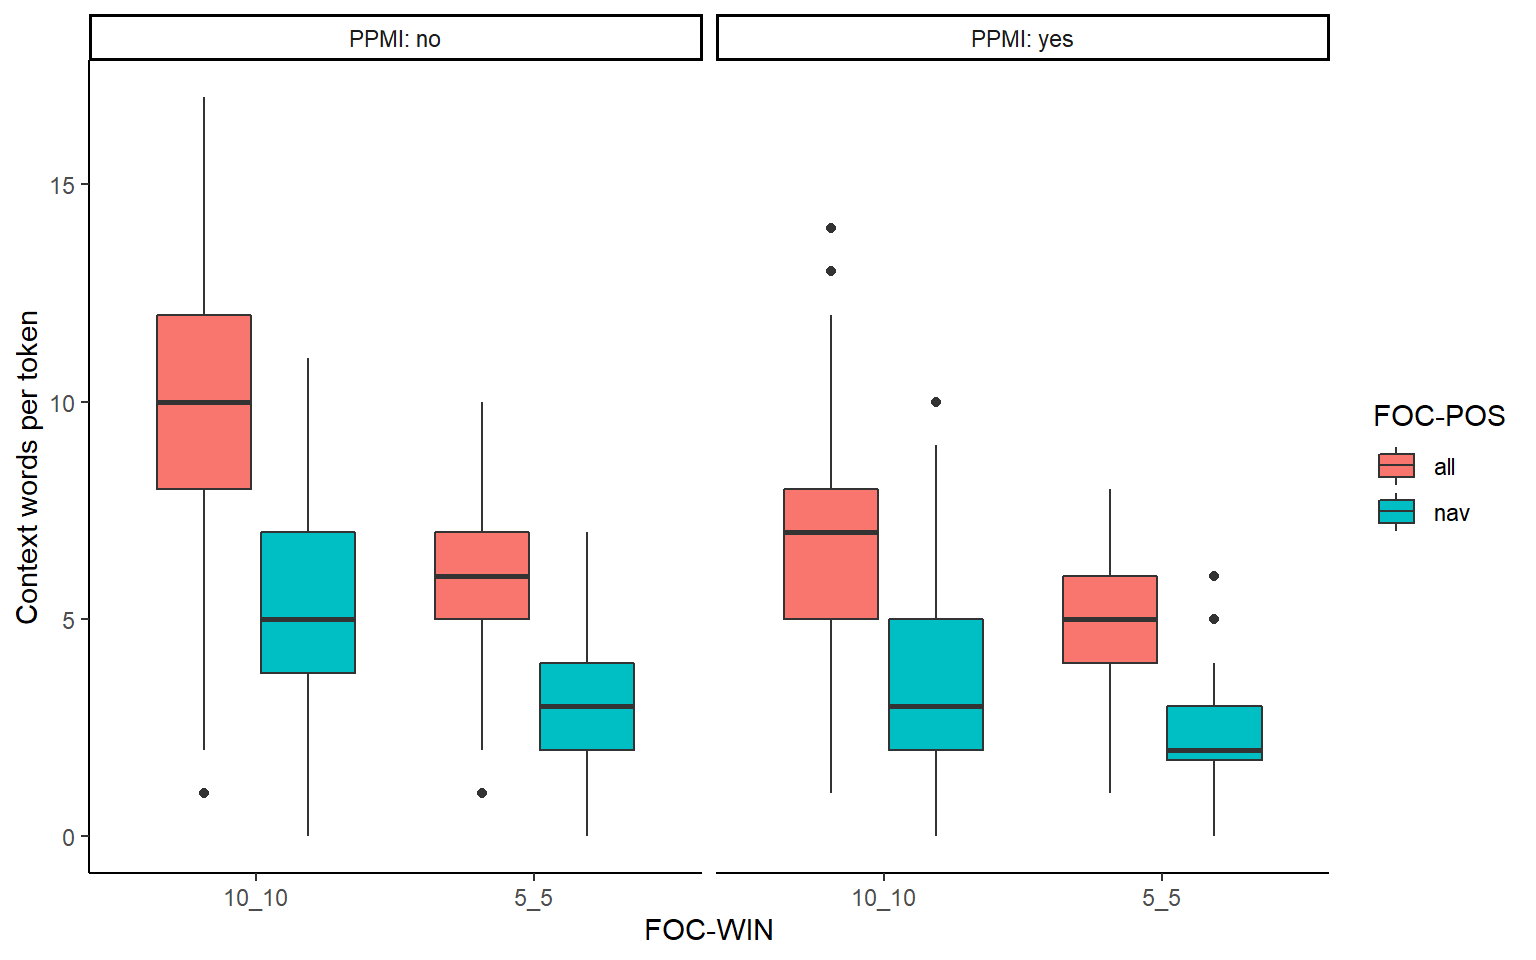 PPMI: no
PPMI: yes
Context words per token
15
10
5
0
10_10
5_5
10_10
5_5
FOC-WIN
FOC-POS
all
nav